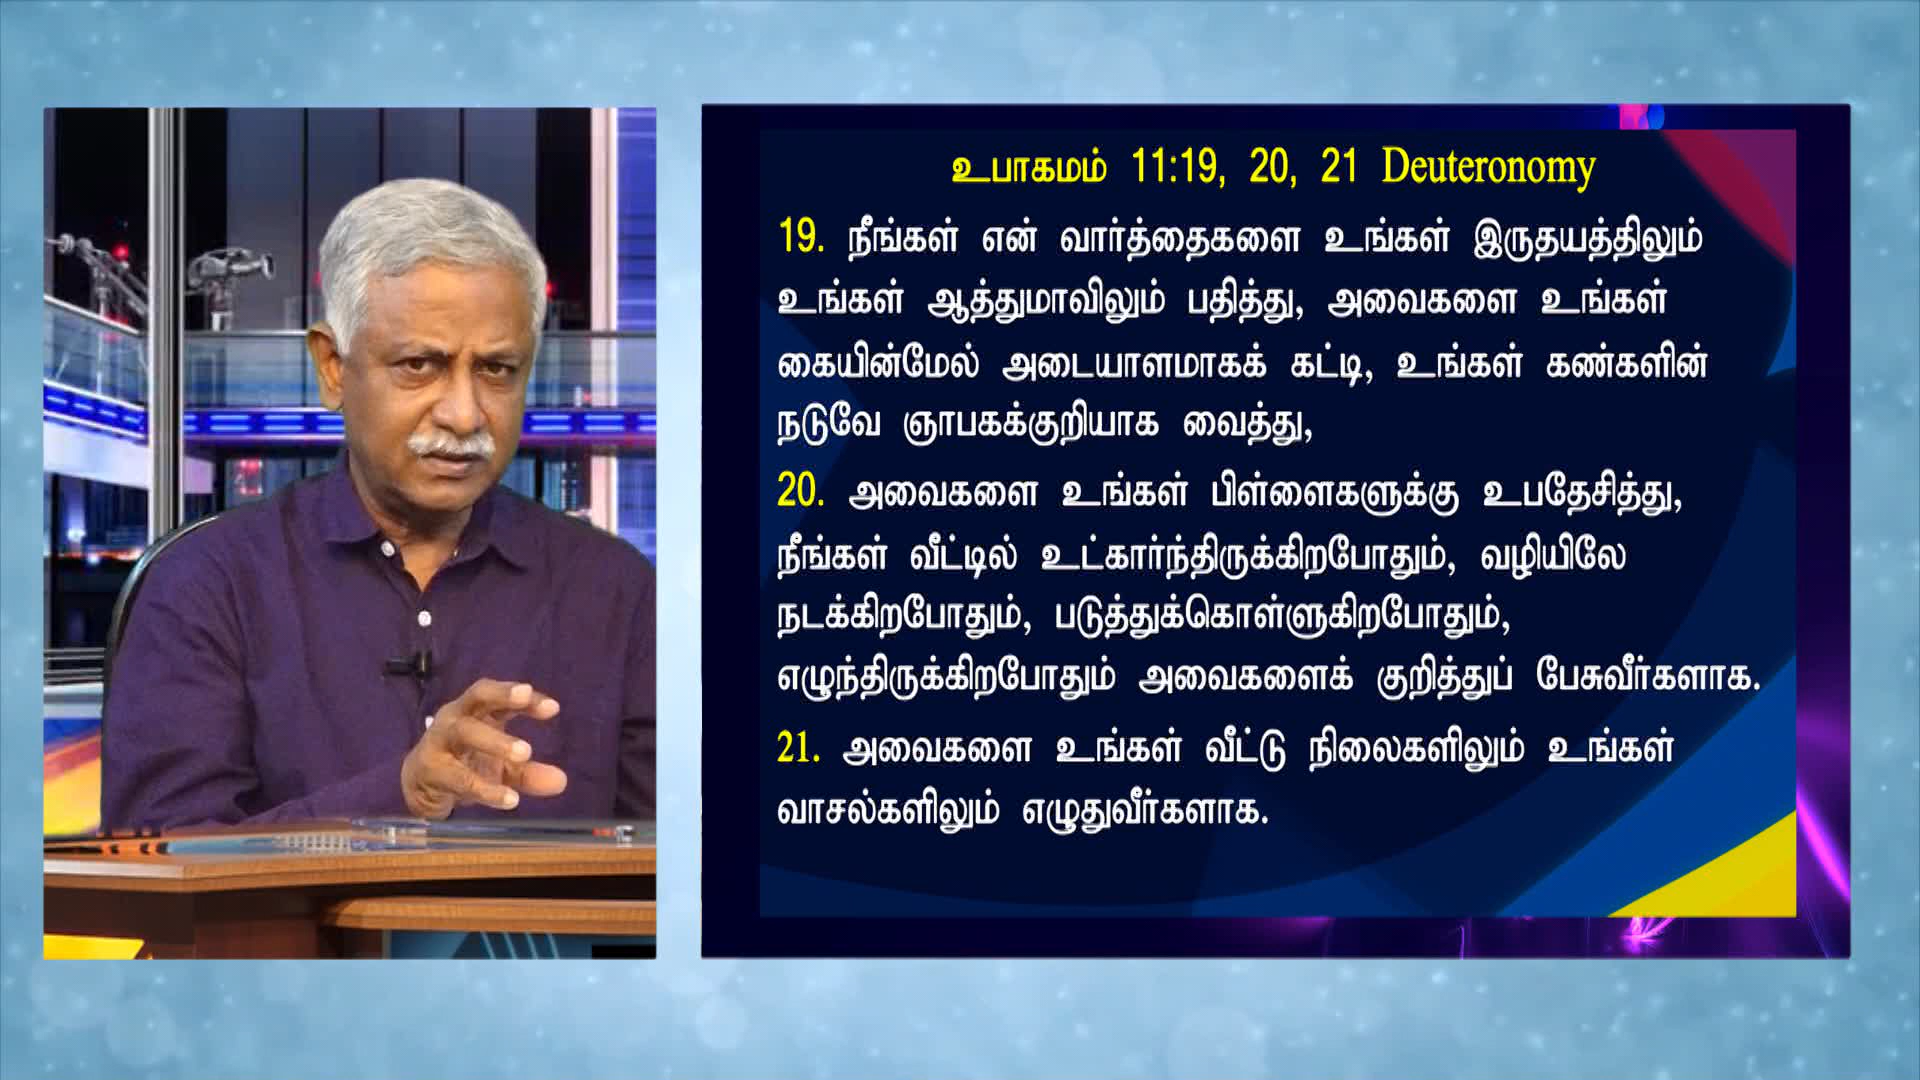 உபாகமம் 11:19, 20, 21 Deuteronomy
19. நீங்கள் என் வார்த்தைகளை உங்கள் இருதயத்திலும்
உங்கள் ஆத்துமாவிலும் பதித்து, அவைகளை உங்கள்
கையின்மேல் அடையாளமாகக் கட்டி, உங்கள் கண்களின்
நடுவே ஞாபகக்குறியாக வைத்து,
20. அவைகளை உங்கள் பிள்ளைகளுக்கு உபதேசித்து,
நீங்கள் வீட்டில் உட்கார்ந்திருக்கிறபோதும், வழியிலே
நடக்கிறபோதும், படுத்துக்கொள்ளுகிறபோதும்,
எழுந்திருக்கிறபோதும் அவைகளைக் குறித்துப் பேசுவீர்களாக.
21. அவைகளை உங்கள் வீட்டு நிலைகளிலும் உங்கள்
வாசல்களிலும் எழுதுவீர்களாக.